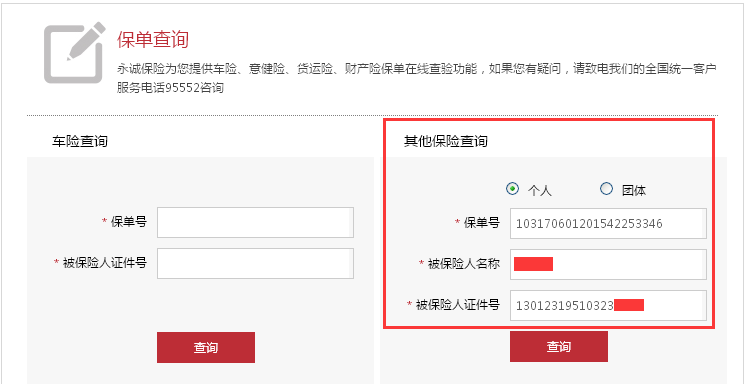 保单查询
永诚保险为您提供车险、意健险、货运险、财产险保单在线查验功能，如果您有疑问，请致电我们的全国统一客户
服务电话95552咨询
车险查询
* 保单号
* 被保险人证件号
查询
其他保险查询
个人 团体
* 保单号 103170601201542253346
* 被保险人名称
* 被保险人证件号 13012319510323
查询